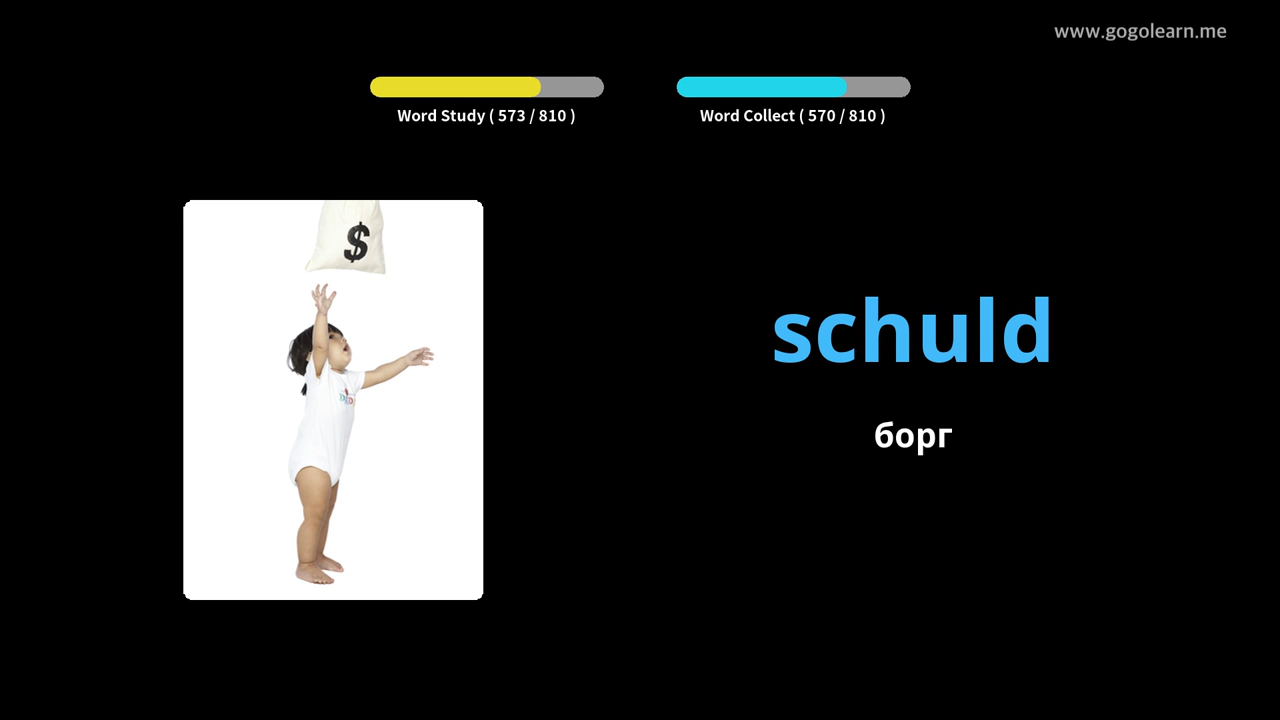 www.gogolearn.me
Word Study ( 573 / 810 )
Word Collect ( 570 / 810 )
$
schuld
борг